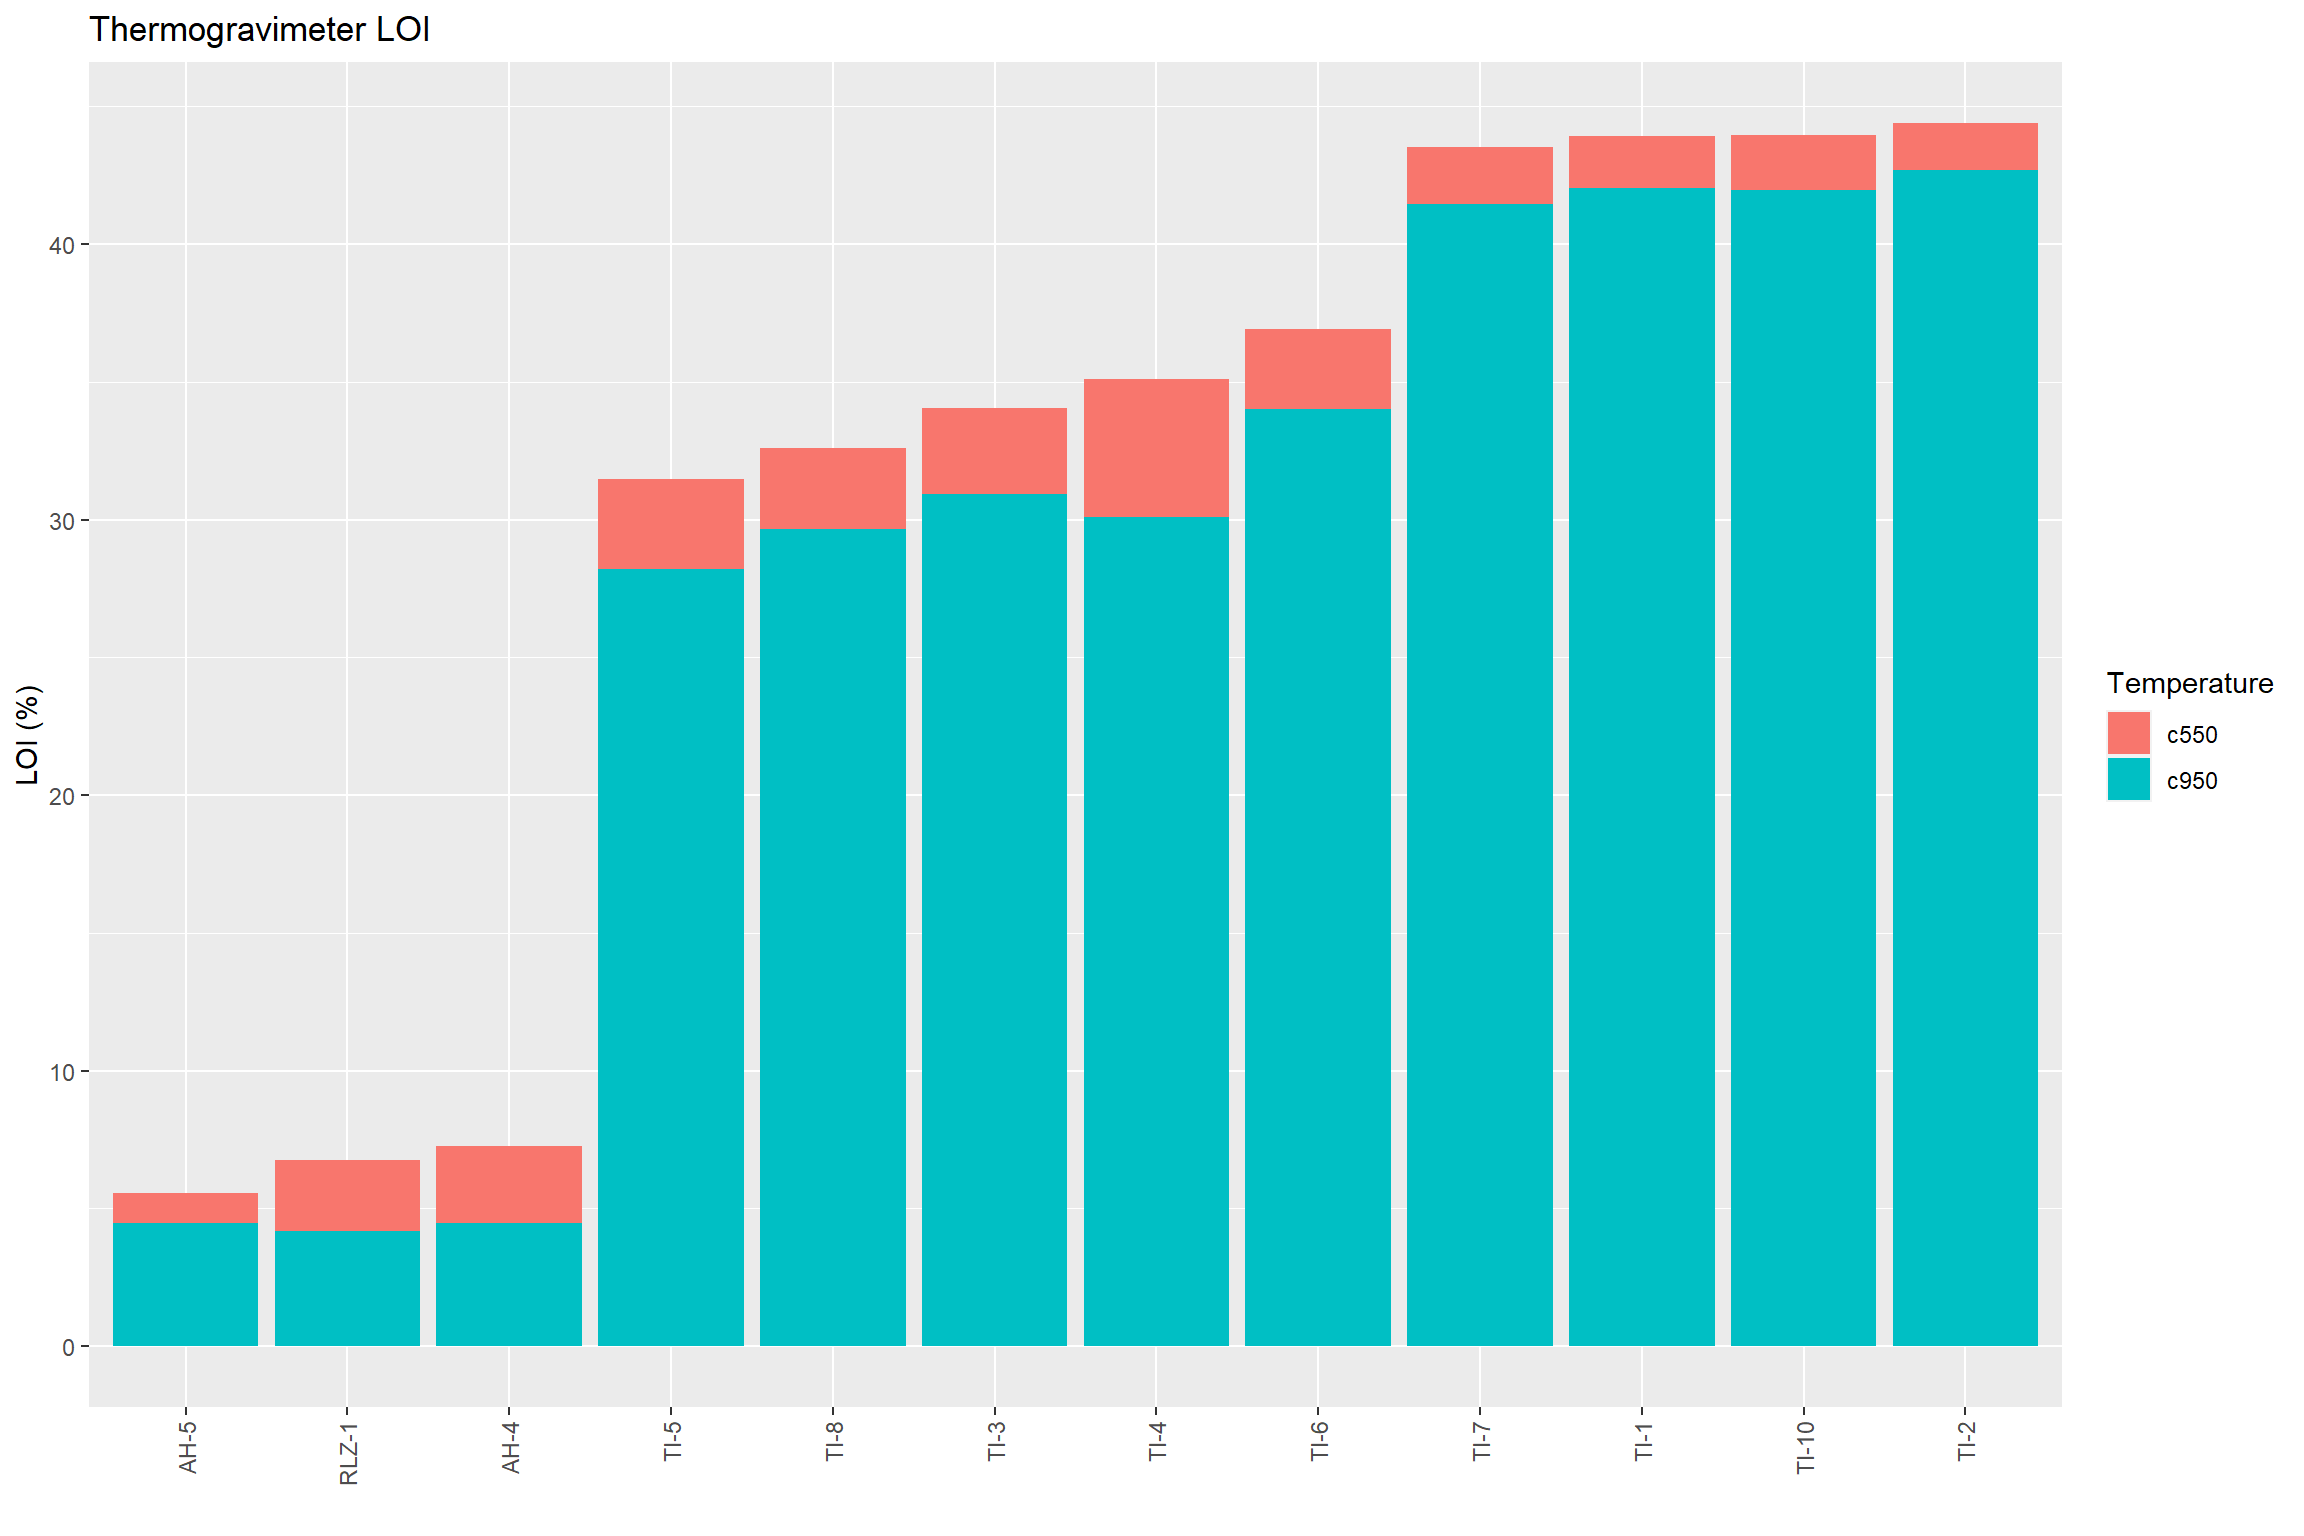 Thermogravimeter LOI
LOI (%)
40
30
20
10
0
AH-5
RLZ-1
AH-4
TI-5
TI-8
TI-3
TI-4
TI-6
TI-7
TI-1
TI-10
TI-2
Temperature
c550
c950